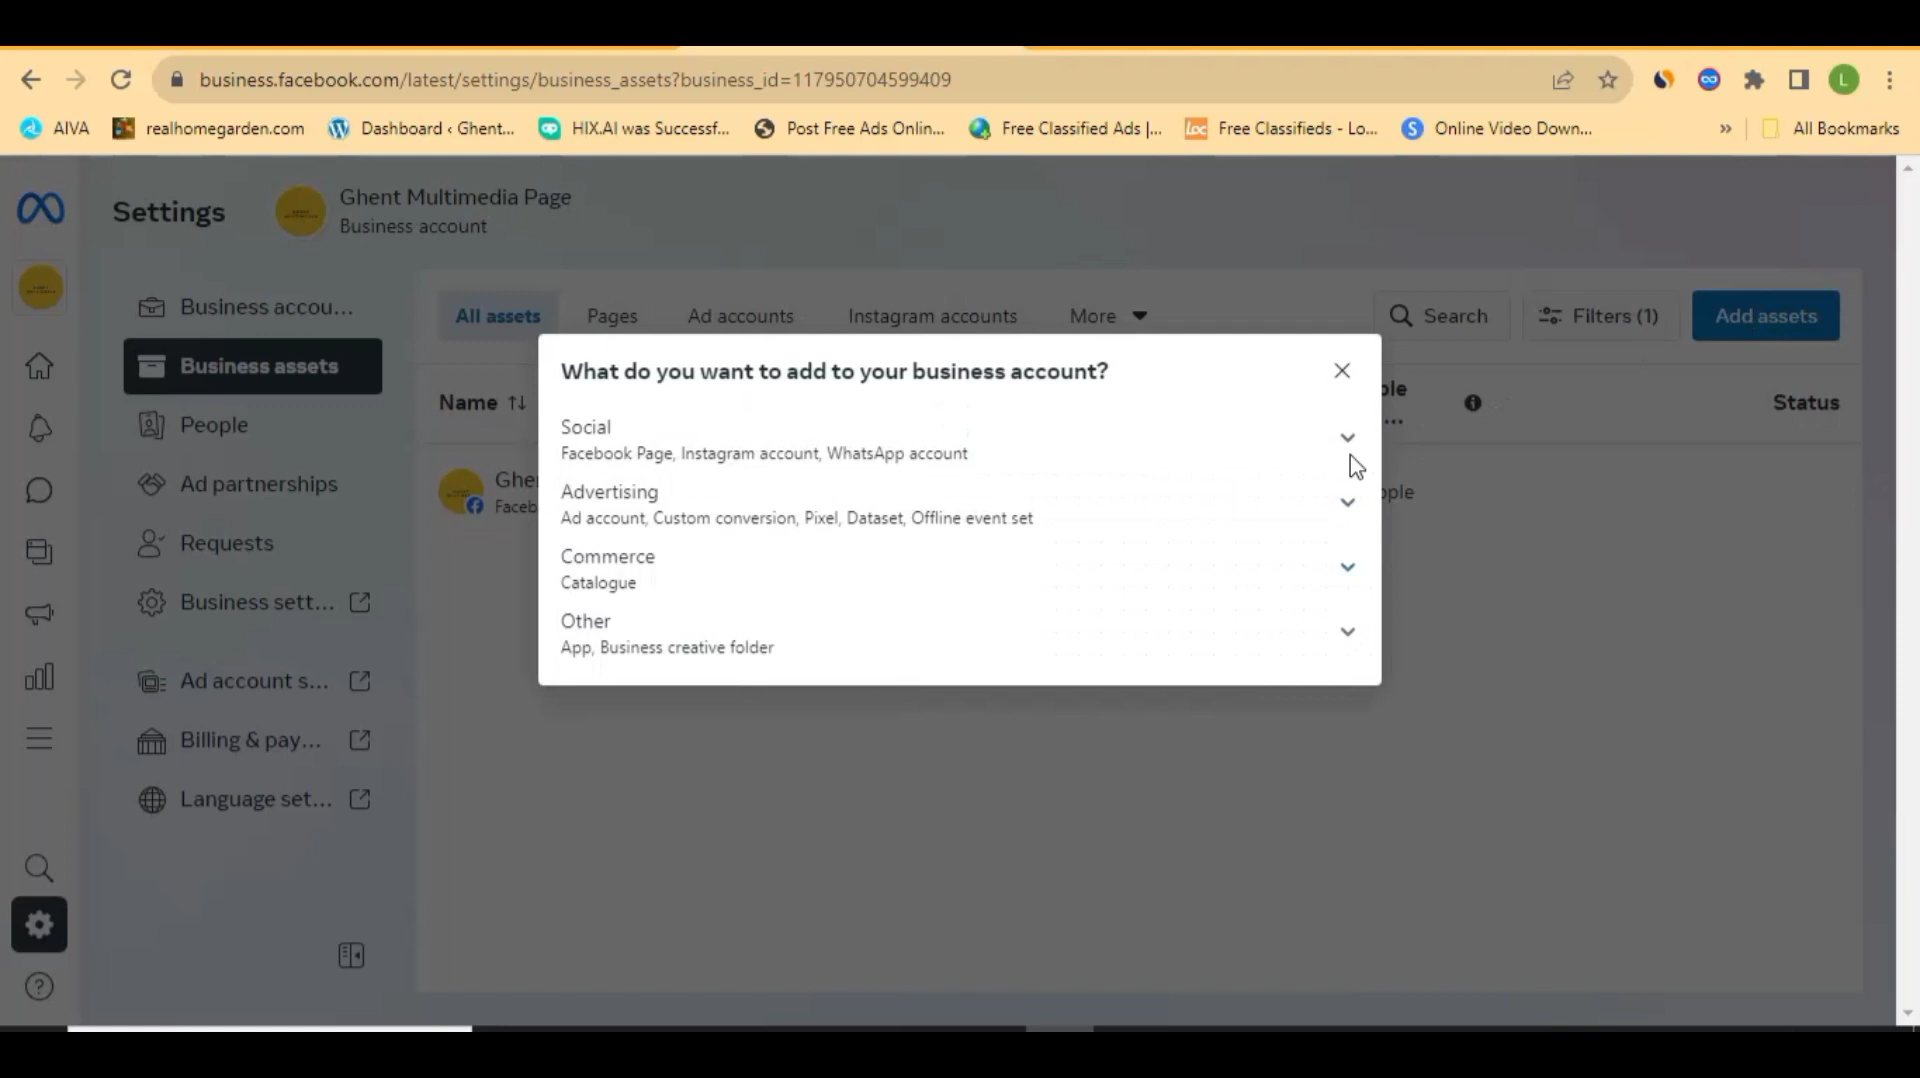 business.facebook.com/latest/settings/business_assets?business_id=117950704599409
L
AIVA
realhomegarden.com
Dashboard ‹ Ghent...
HIX.AI was Successf...
Post Free Ads Onlin...
Free Classified Ads |...
loc
Free Classifieds - Lo...
S
Online Video Down...
»
All Bookmarks
Settings
Ghent Multimedia Page
Business account
Business accou...
Business assets
People
Ad partnerships
Requests
Business sett...
Ad account s...
Billing & pay...
Language set...
All assets
Pages
Ad accounts
Instagram accounts
More
Search
Filters (1)
Add assets
Name
ple
...
Status
Ghe
Faceb
ople
What do you want to add to your business account?
Social
Facebook Page, Instagram account, WhatsApp account
Advertising
Ad account, Custom conversion, Pixel, Dataset, Offline event set
Commerce
Catalogue
Other
App, Business creative folder